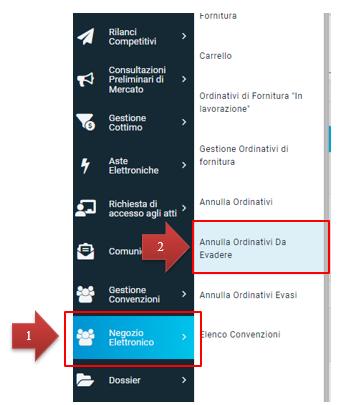 Rilanci
Competitivi
Consultazioni
Preliminari di
Mercato
Gestione
Cottimo
Aste
Elettroniche
Richiesta di
accesso agli atti
Gestione
Convenzioni
1
Negozio
Elettronico
Dossier
Fornitura
Carrello
Ordinativi di Fornitura "In
lavorazione"
Gestione Ordinativi di
fornitura
Annulla Ordinativi
2
Annulla Ordinativi Da
Evadere
Annulla Ordinativi Evasi
Elenco Convenzioni